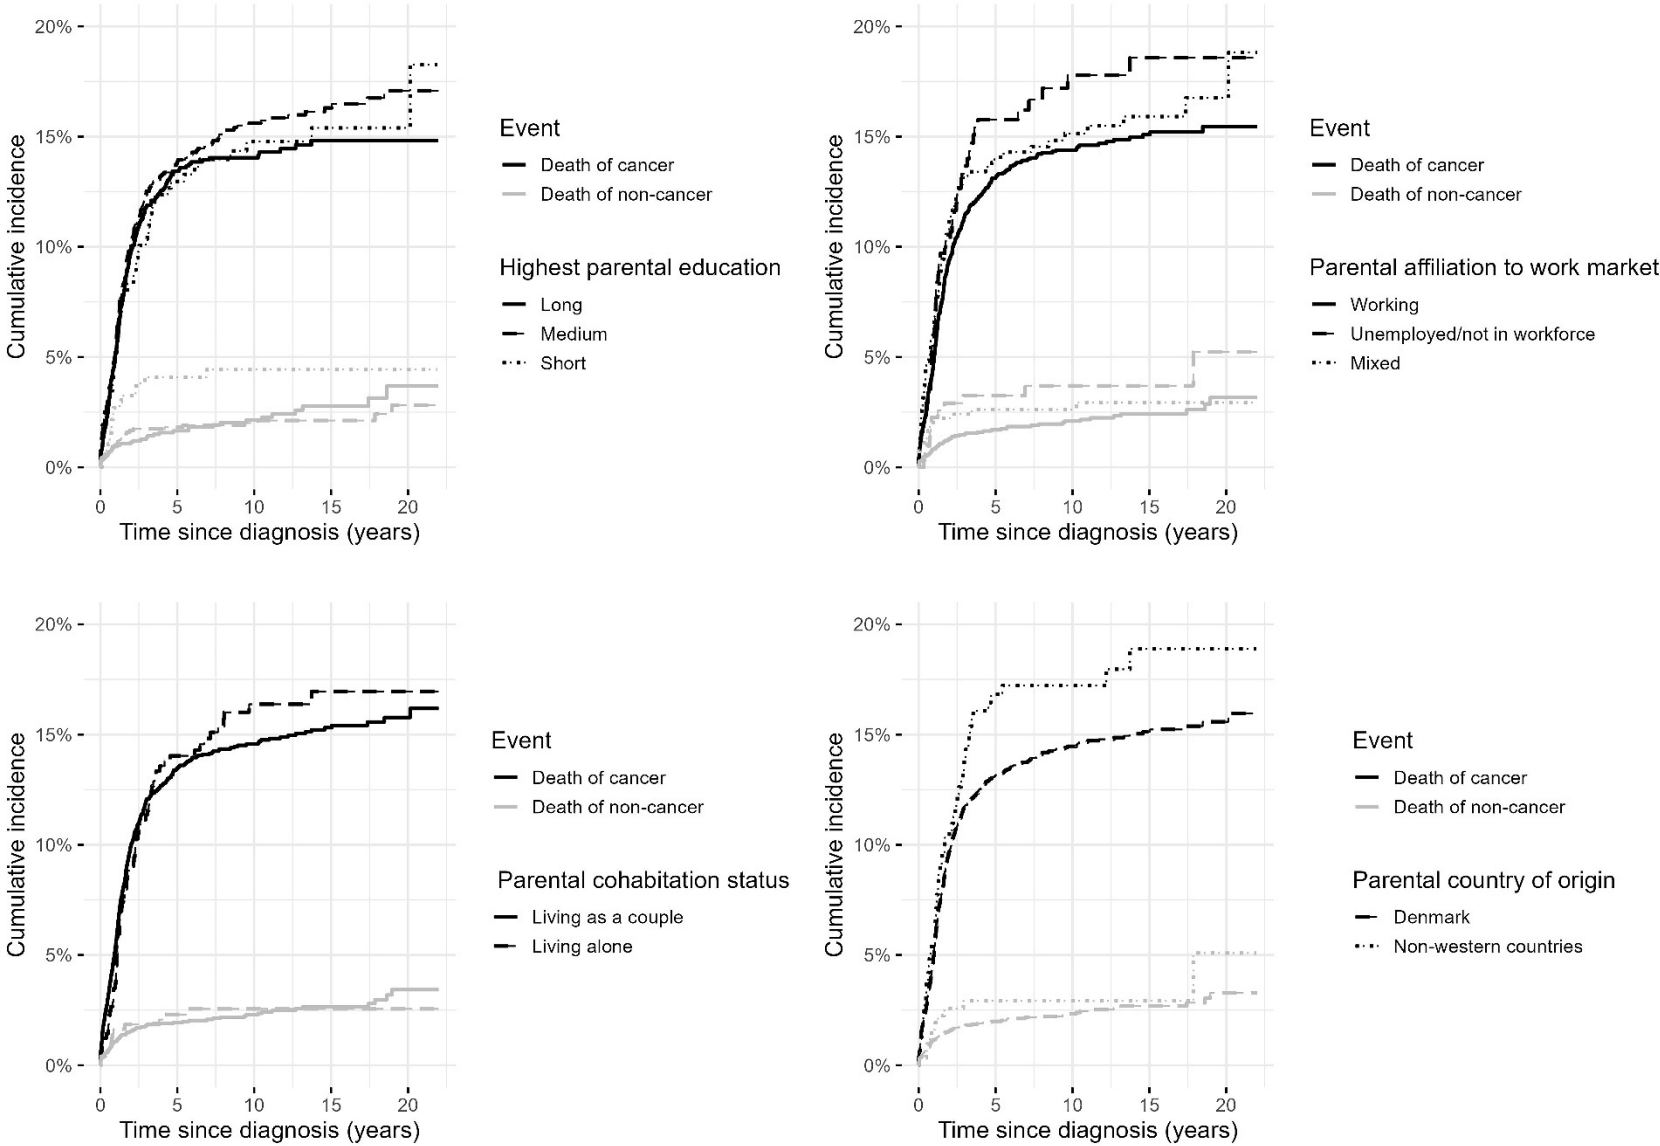 20%
15%
10%
5%
0%
Cumulative incidence
0 5 10 15 20
Time since diagnosis (years)
Event
Death of cancer
Death of non-cancer
Highest parental education
Long
Medium
Short
20%
15%
10%
5%
0%
Cumulative incidence
0 5 10 15 20
Time since diagnosis (years)
Event
Death of cancer
Death of non-cancer
Parental affiliation to work market
Working
Unemployed/not in workforce
Mixed
20%
15%
10%
5%
0%
Cumulative incidence
0 5 10 15 20
Time since diagnosis (years)
Event
Death of cancer
Death of non-cancer
Parental cohabitation status
Living as a couple
Living alone
20%
15%
10%
5%
0%
Cumulative incidence
0 5 10 15 20
Time since diagnosis (years)
Event
Death of cancer
Death of non-cancer
Parental country of origin
Denmark
Non-western countries